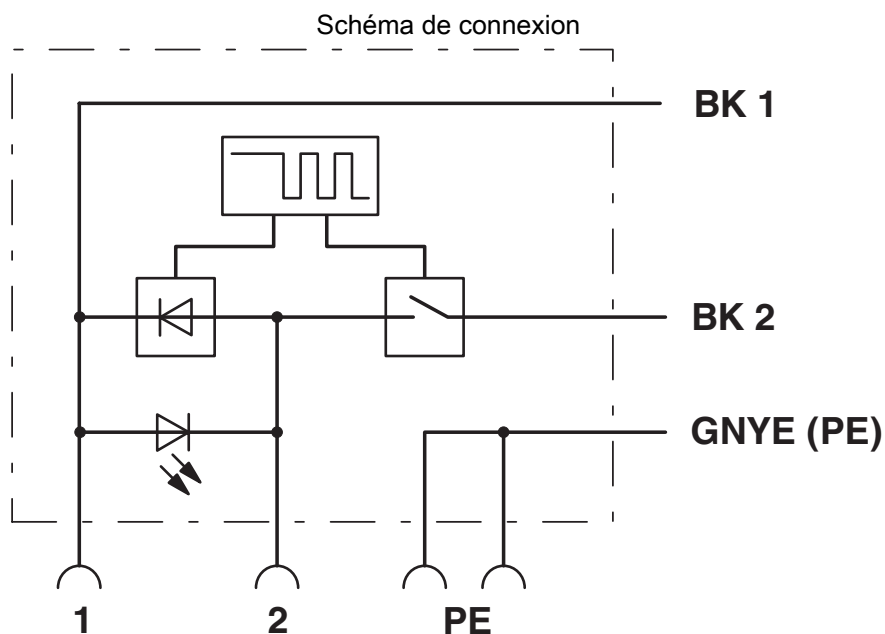 Schéma de connexion
BK 1
BK 2
GNYE (PE)
1 2 PE